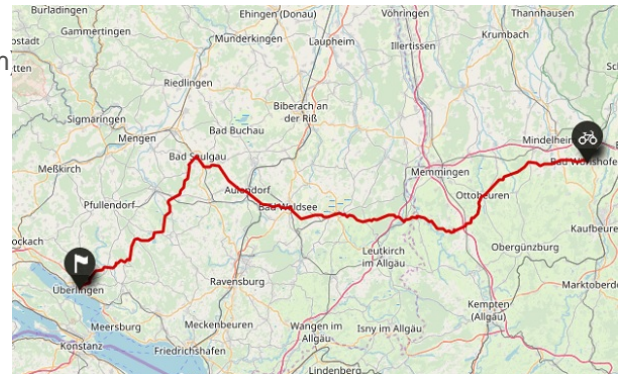 Burladingen
Ehingen (Donau)
Vöhringen
Thannhausen
Gammertingen
Munderkingen
Laupheim
Illertissen
Krumbach
n)
tten
Riedlingen
Biberach an
der Riß
Sigmaringen
Bad Buchau
Mengen
Mindelheim
Meßkirch
Bad Saulgau
Memmingen
Bad Wörishofen
Aulendorf
Ottobeuren
Pfullendorf
Bad Waldsee
Kaufbeuren
Leutkirch
im Allgäu
Obergünzburg
Überlingen
Ravensburg
Marktoberdo
Kempten
(Allgäu)
Meersburg
Meckenbeuren
Wangen im
Allgäu
Isny im Allgäu
Konstanz
Friedrichshafen
Lindenberg